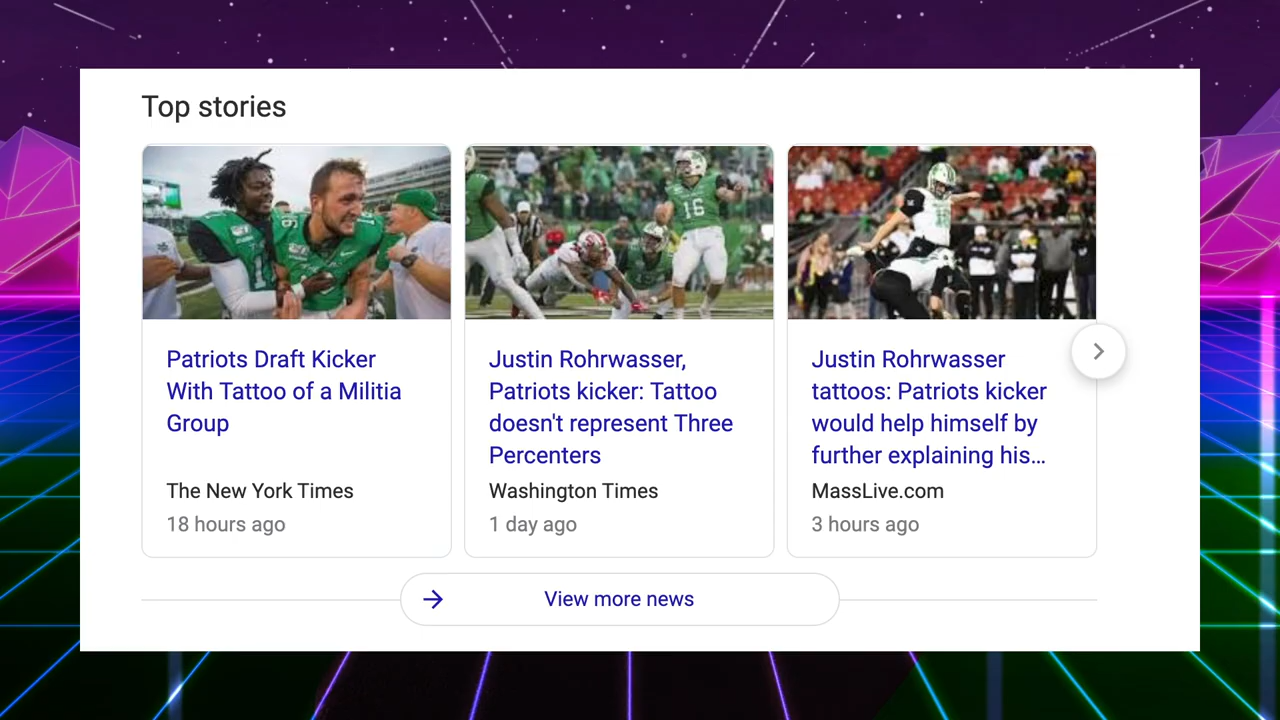 Top stories
Patriots Draft Kicker
With Tattoo of a Militia
Group
The New York Times
18 hours ago
Justin Rohrwasser,
Patriots kicker: Tattoo
doesn't represent Three
Percenters
Washington Times
1 day ago
Justin Rohrwasser
tattoos: Patriots kicker
would help himself by
further explaining his...
MassLive.com
3 hours ago
View more news
16